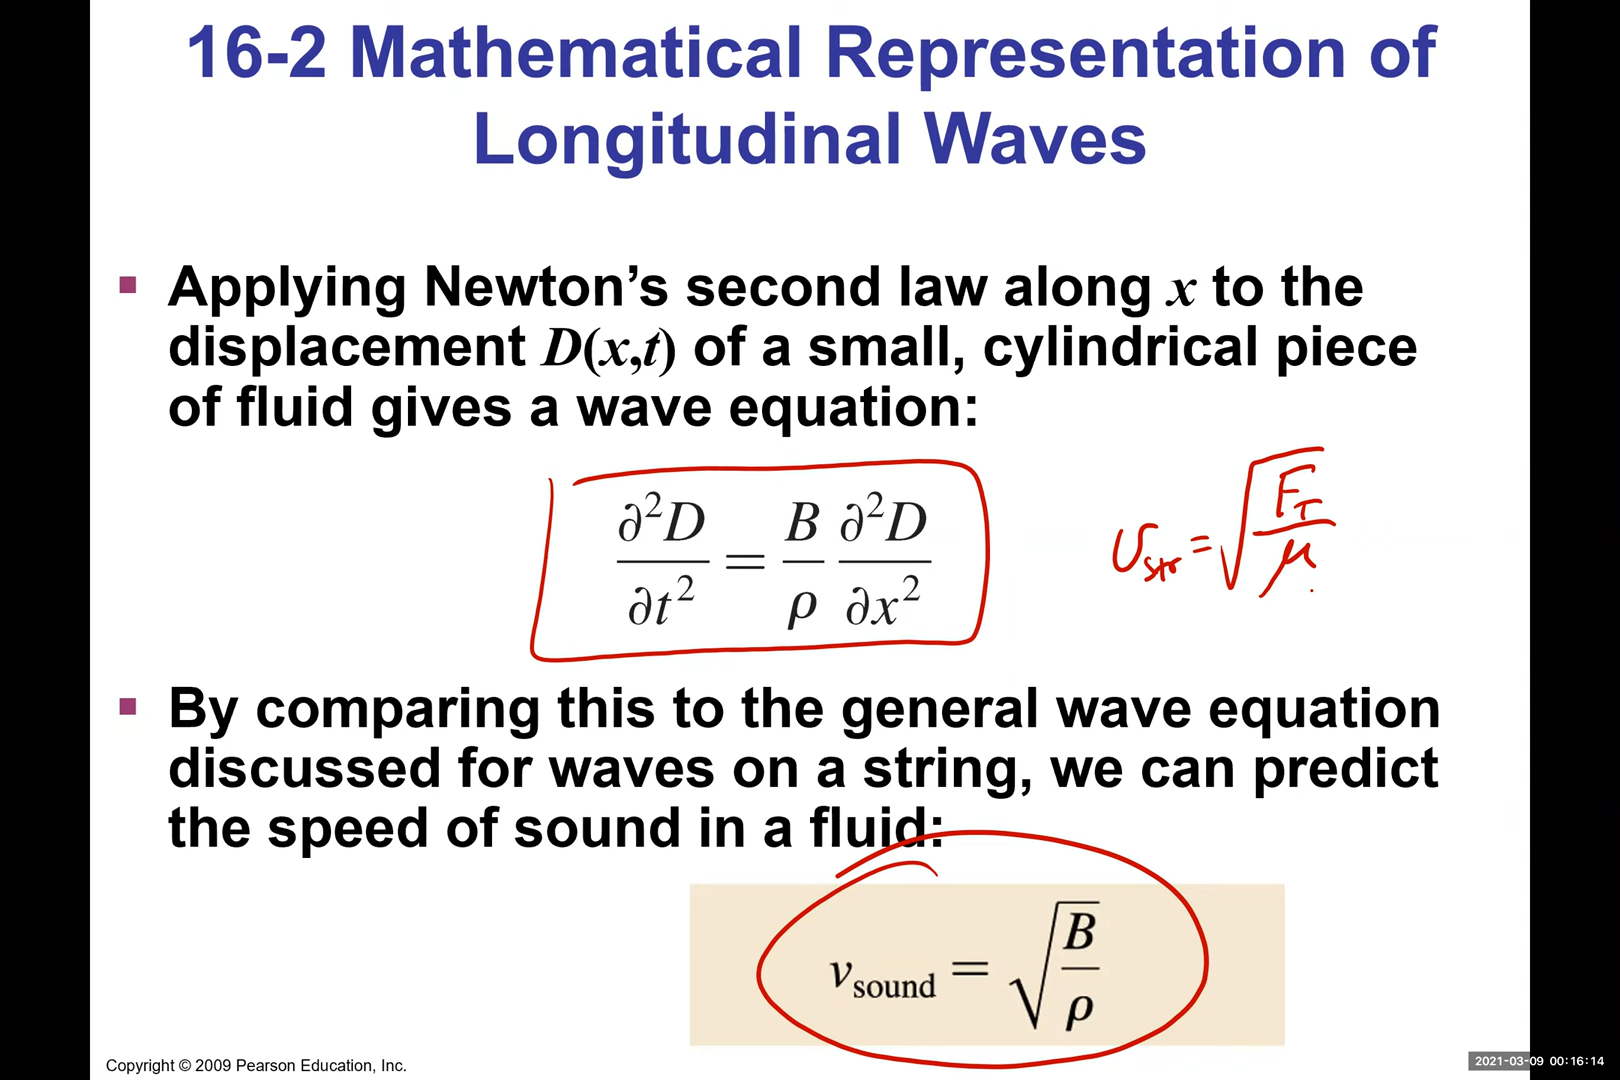 16-2 Mathematical Representation of
Longitudinal Waves
▪ Applying Newton’s second law along x to the
displacement D(x,t) of a small, cylindrical piece
of fluid gives a wave equation:
∂²D/∂t² = B/ρ ∂²D/∂x²
v_str = √(F_T/μ)
▪ By comparing this to the general wave equation
discussed for waves on a string, we can predict
the speed of sound in a fluid:
v_sound = √(B/ρ)
Copyright © 2009 Pearson Education, Inc.
2021-03-09 00:16:14